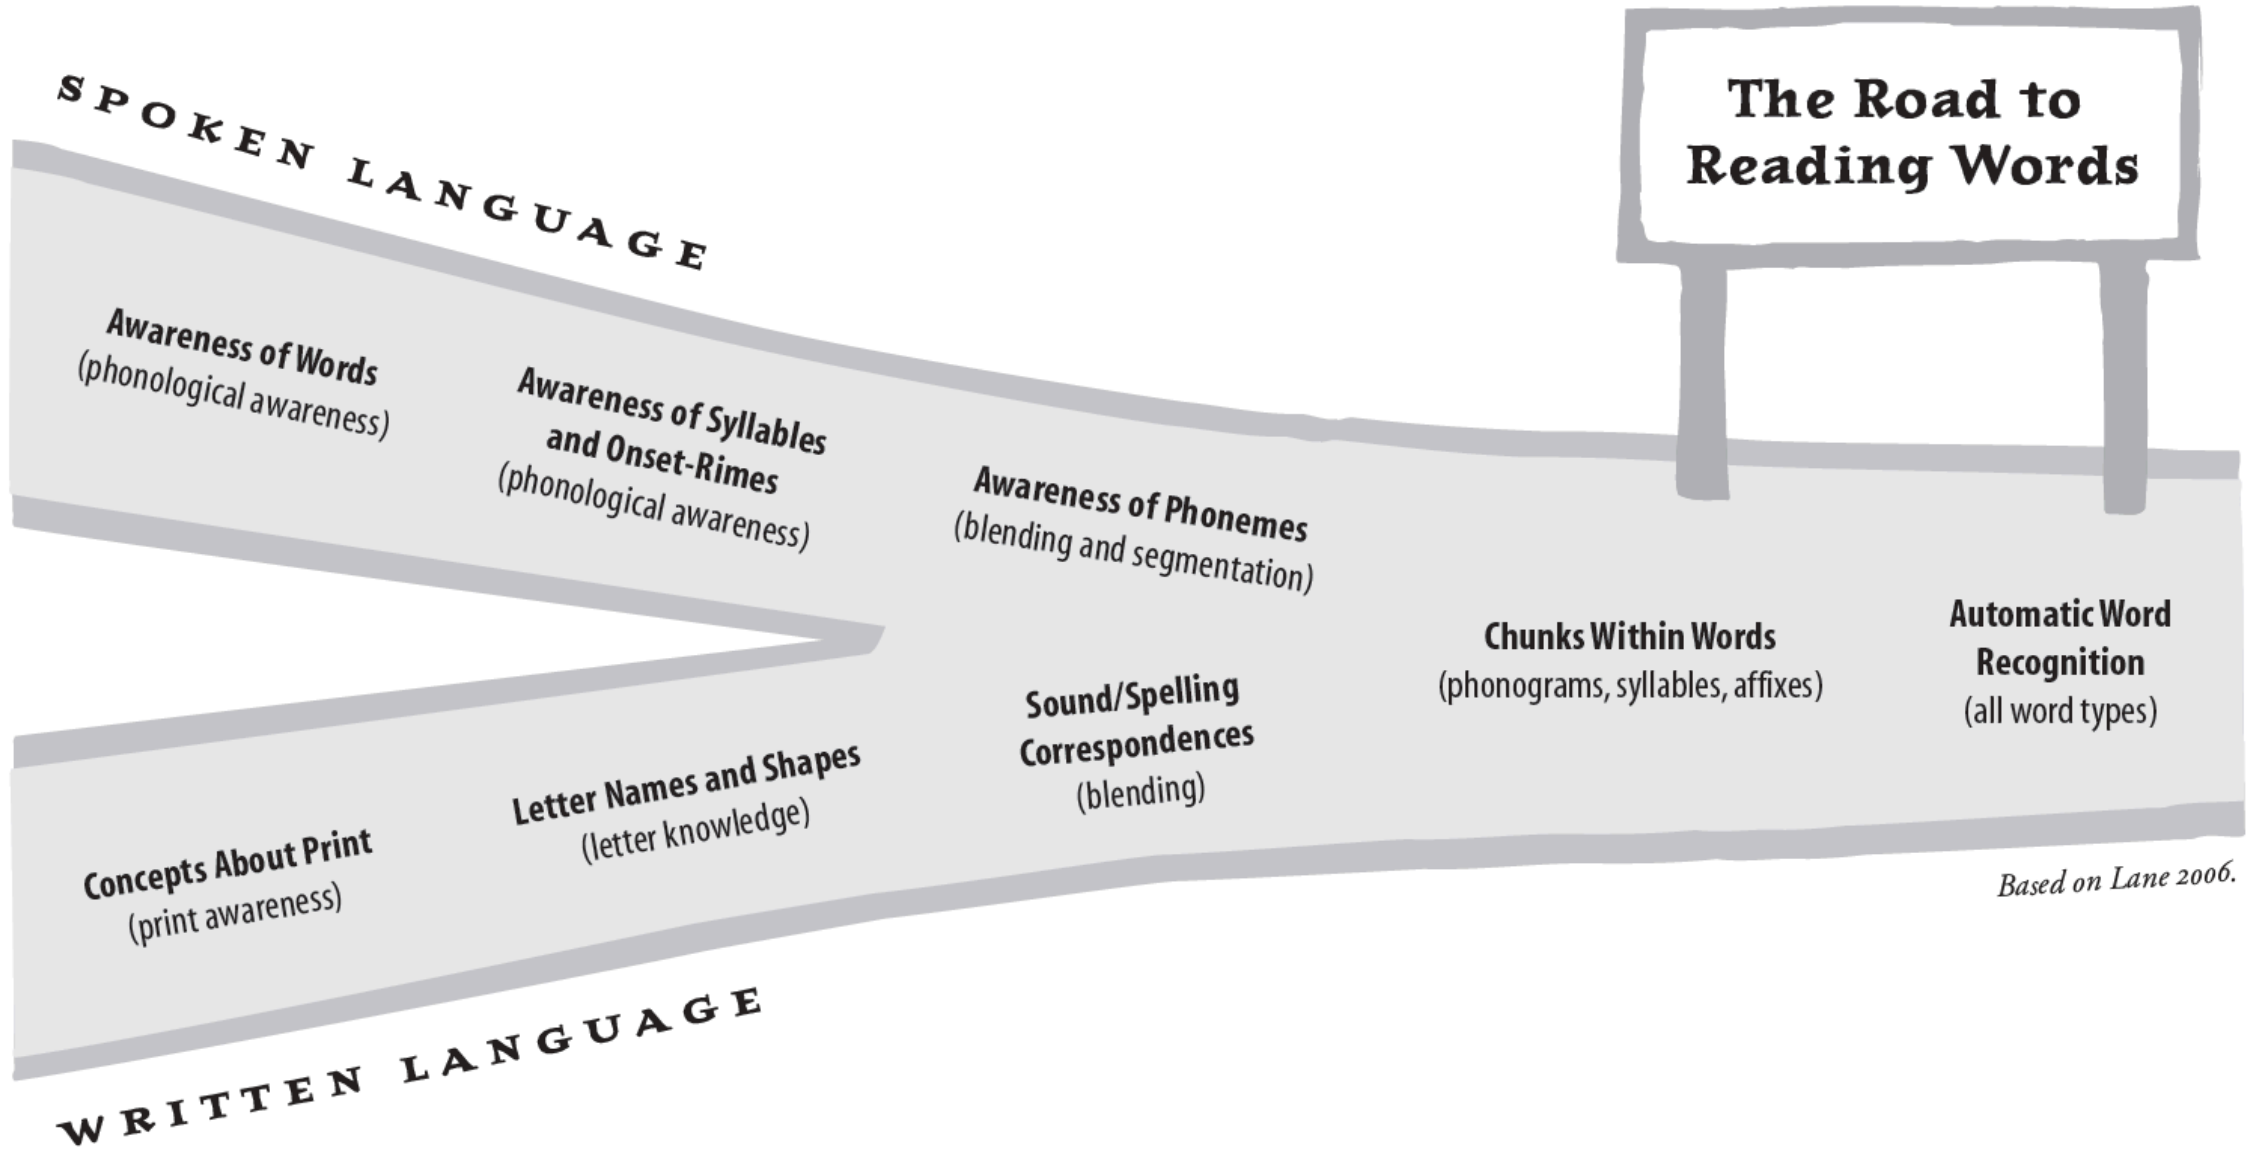 The Road to
Reading Words
SPOKEN LANGUAGE
Awareness of Words
(phonological awareness)
Awareness of Syllables
and Onset-Rimes
(phonological awareness)
Awareness of Phonemes
(blending and segmentation)
Concepts About Print
(print awareness)
Letter Names and Shapes
(letter knowledge)
Sound/Spelling
Correspondences
(blending)
Chunks Within Words
(phonograms, syllables, affixes)
Automatic Word
Recognition
(all word types)
WRITTEN LANGUAGE
Based on Lane 2006.